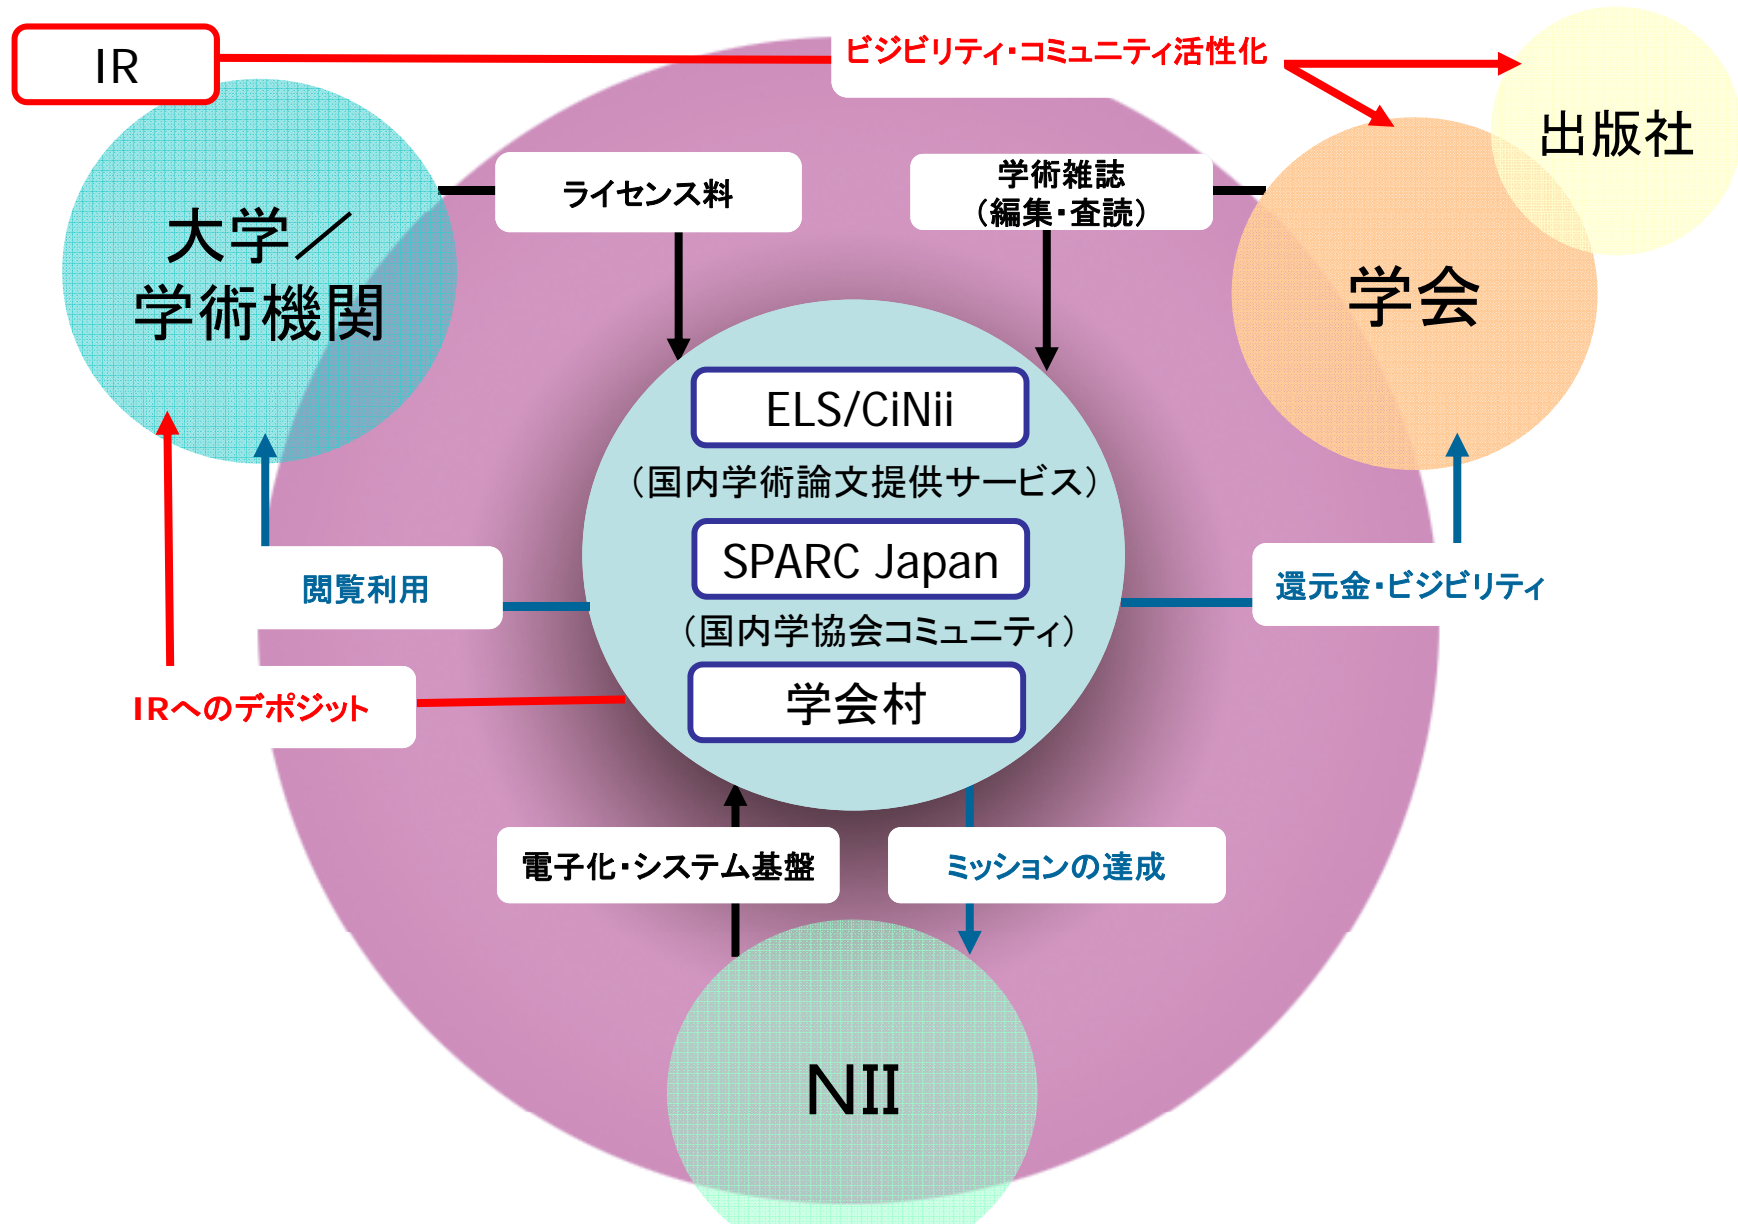 IR
ビジビリティ・コミュニティ活性化
出版社
ライセンス料
学術雑誌
（編集・査読）
大学／
学術機関
学会
ELS/CiNii
（国内学術論文提供サービス）
SPARC Japan
（国内学協会コミュニティ）
学会村
閲覧利用
還元金・ビジビリティ
IRへのデポジット
電子化・システム基盤
ミッションの達成
NII